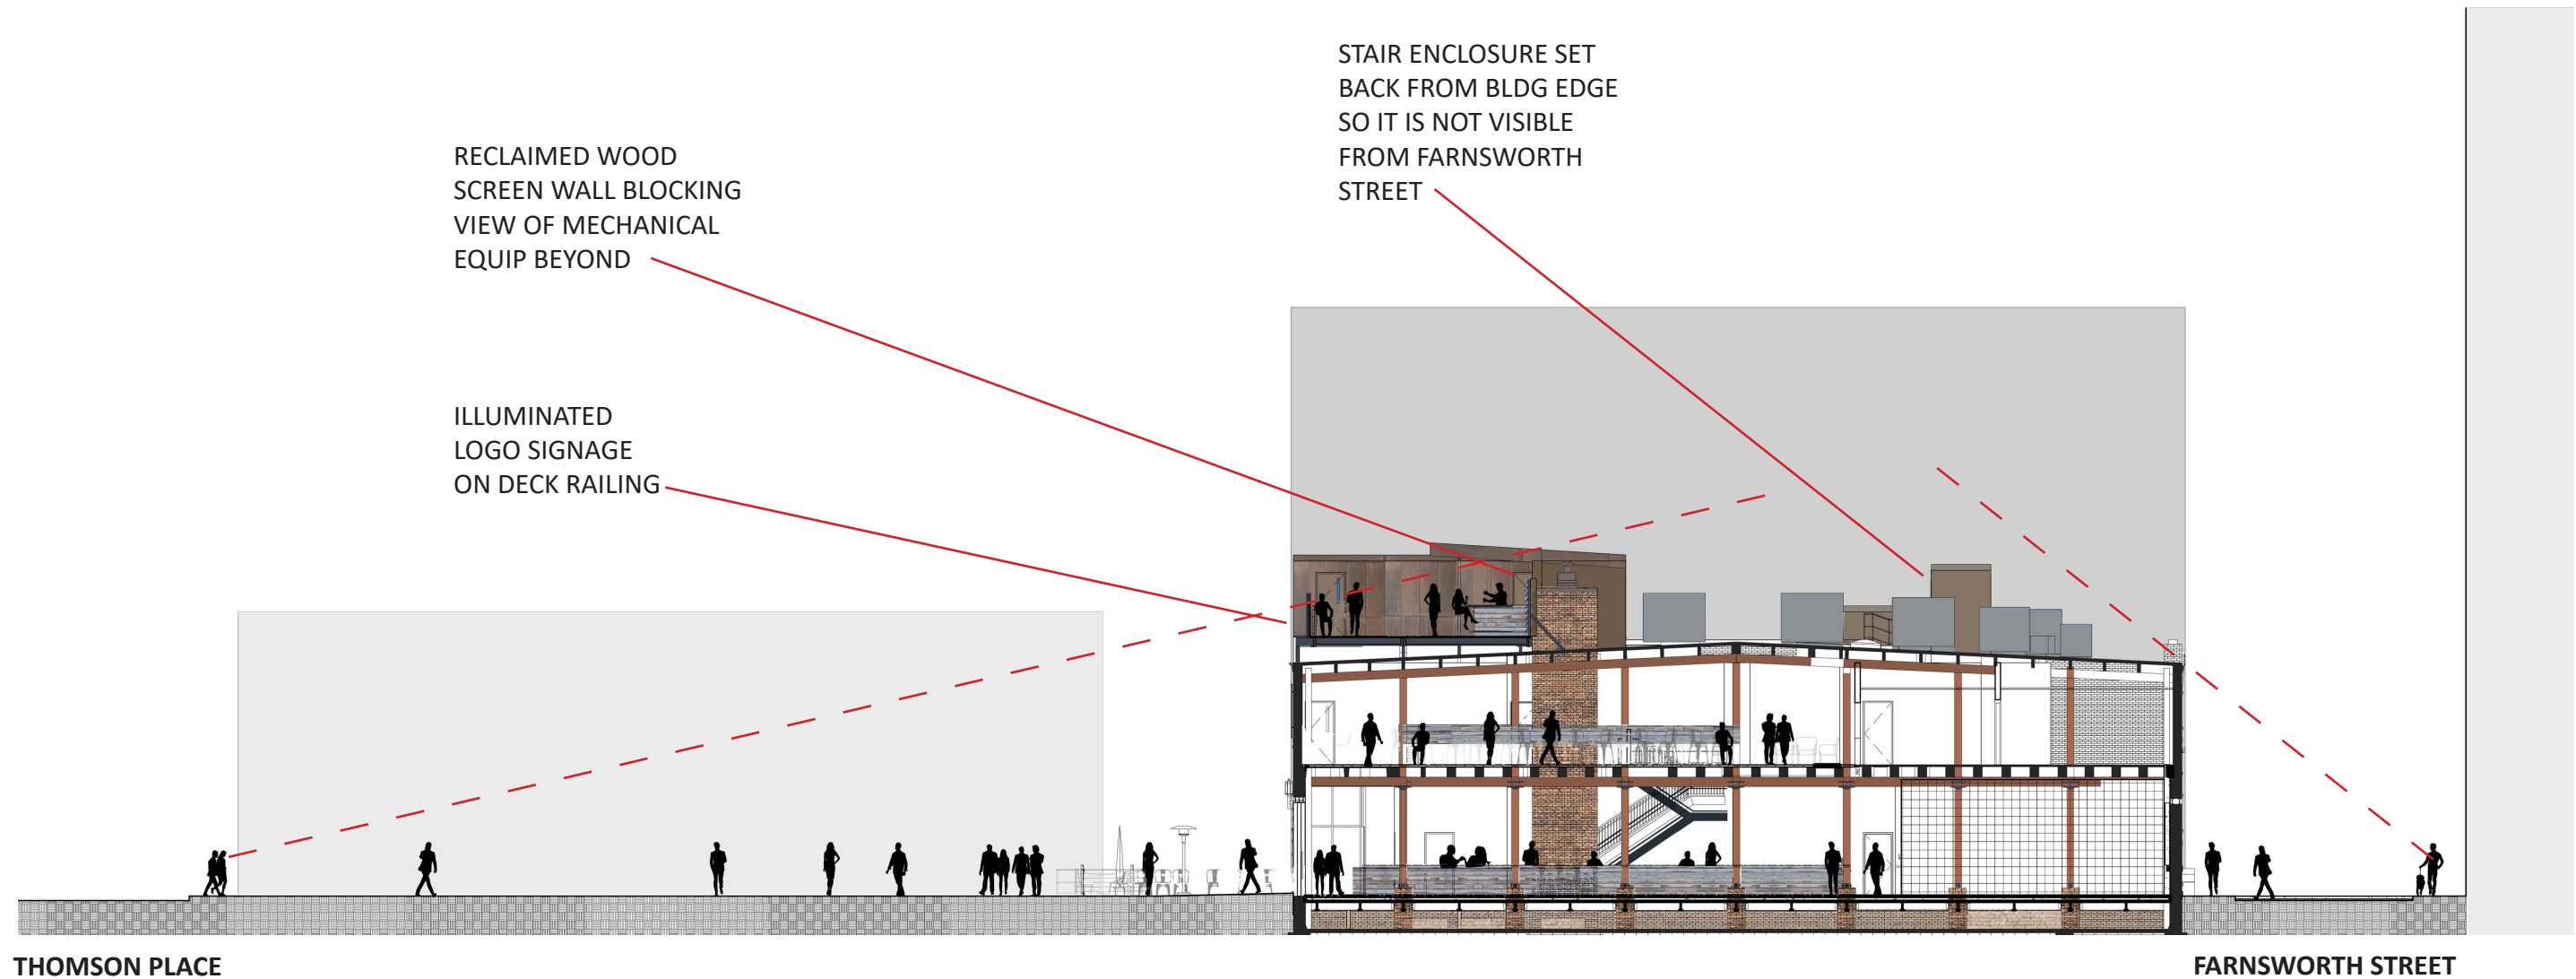 STAIR ENCLOSURE SET
BACK FROM BLDG EDGE
SO IT IS NOT VISIBLE
FROM FARNSWORTH
STREET
RECLAIMED WOOD
SCREEN WALL BLOCKING
VIEW OF MECHANICAL
EQUIP BEYOND
ILLUMINATED
LOGO SIGNAGE
ON DECK RAILING
THOMSON PLACE
FARNSWORTH STREET